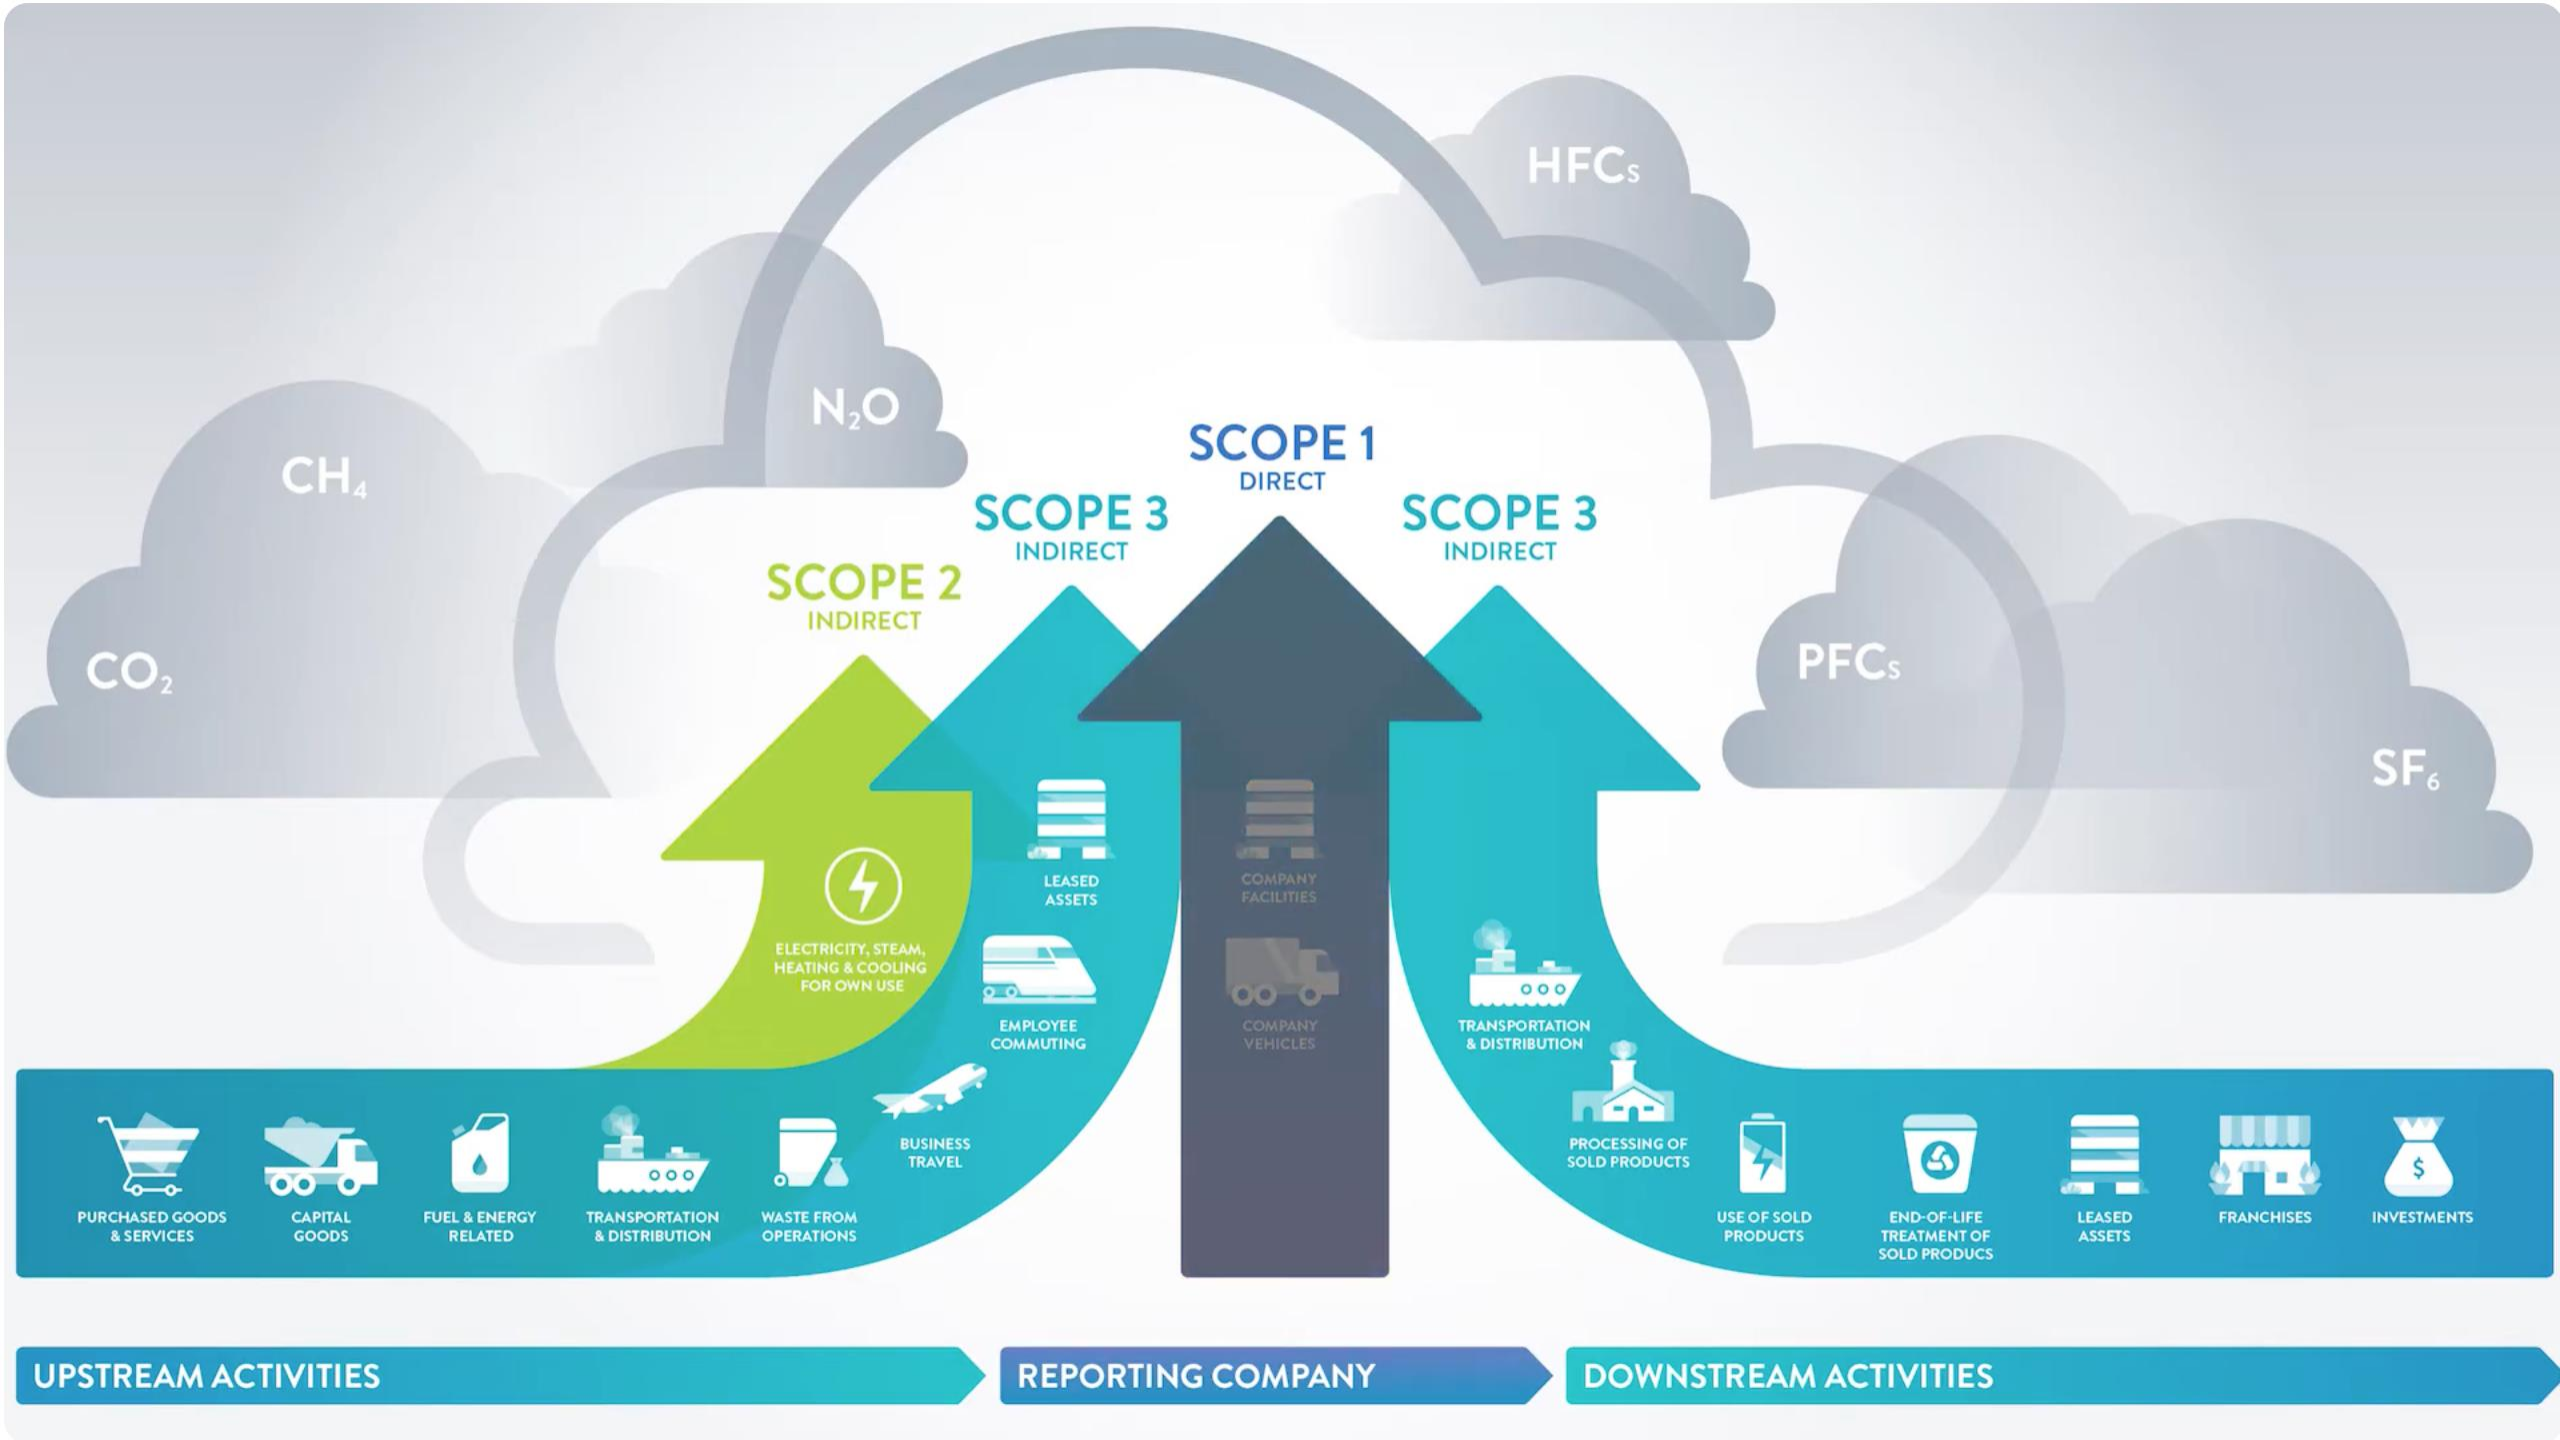 HFCs
N₂O
CH₄
CO₂
PFCs
SF₆
SCOPE 1
DIRECT
SCOPE 3
INDIRECT
SCOPE 3
INDIRECT
SCOPE 2
INDIRECT
ELECTRICITY, STEAM,
HEATING & COOLING
FOR OWN USE
LEASED
ASSETS
EMPLOYEE
COMMUTING
BUSINESS
TRAVEL
COMPANY
FACILITIES
COMPANY
VEHICLES
TRANSPORTATION
& DISTRIBUTION
PROCESSING OF
SOLD PRODUCTS
PURCHASED GOODS
& SERVICES
CAPITAL
GOODS
FUEL & ENERGY
RELATED
TRANSPORTATION
& DISTRIBUTION
WASTE FROM
OPERATIONS
USE OF SOLD
PRODUCTS
END-OF-LIFE
TREATMENT OF
SOLD PRODUCS
LEASED
ASSETS
FRANCHISES
$
INVESTMENTS
UPSTREAM ACTIVITIES
REPORTING COMPANY
DOWNSTREAM ACTIVITIES